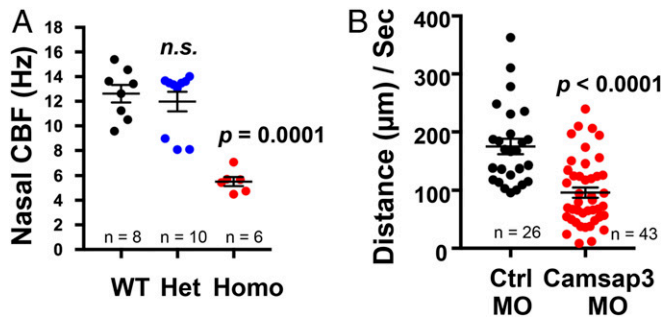 A
Nasal CBF (Hz)
18
16
14
12
10
8
6
4
2
0
n.s.
p = 0.0001
n = 8
n = 10
n = 6
WT
Het
Homo
B
Distance (μm) / Sec
400
300
200
100
0
p < 0.0001
n = 26
n = 43
Ctrl
MO
Camsap3
MO